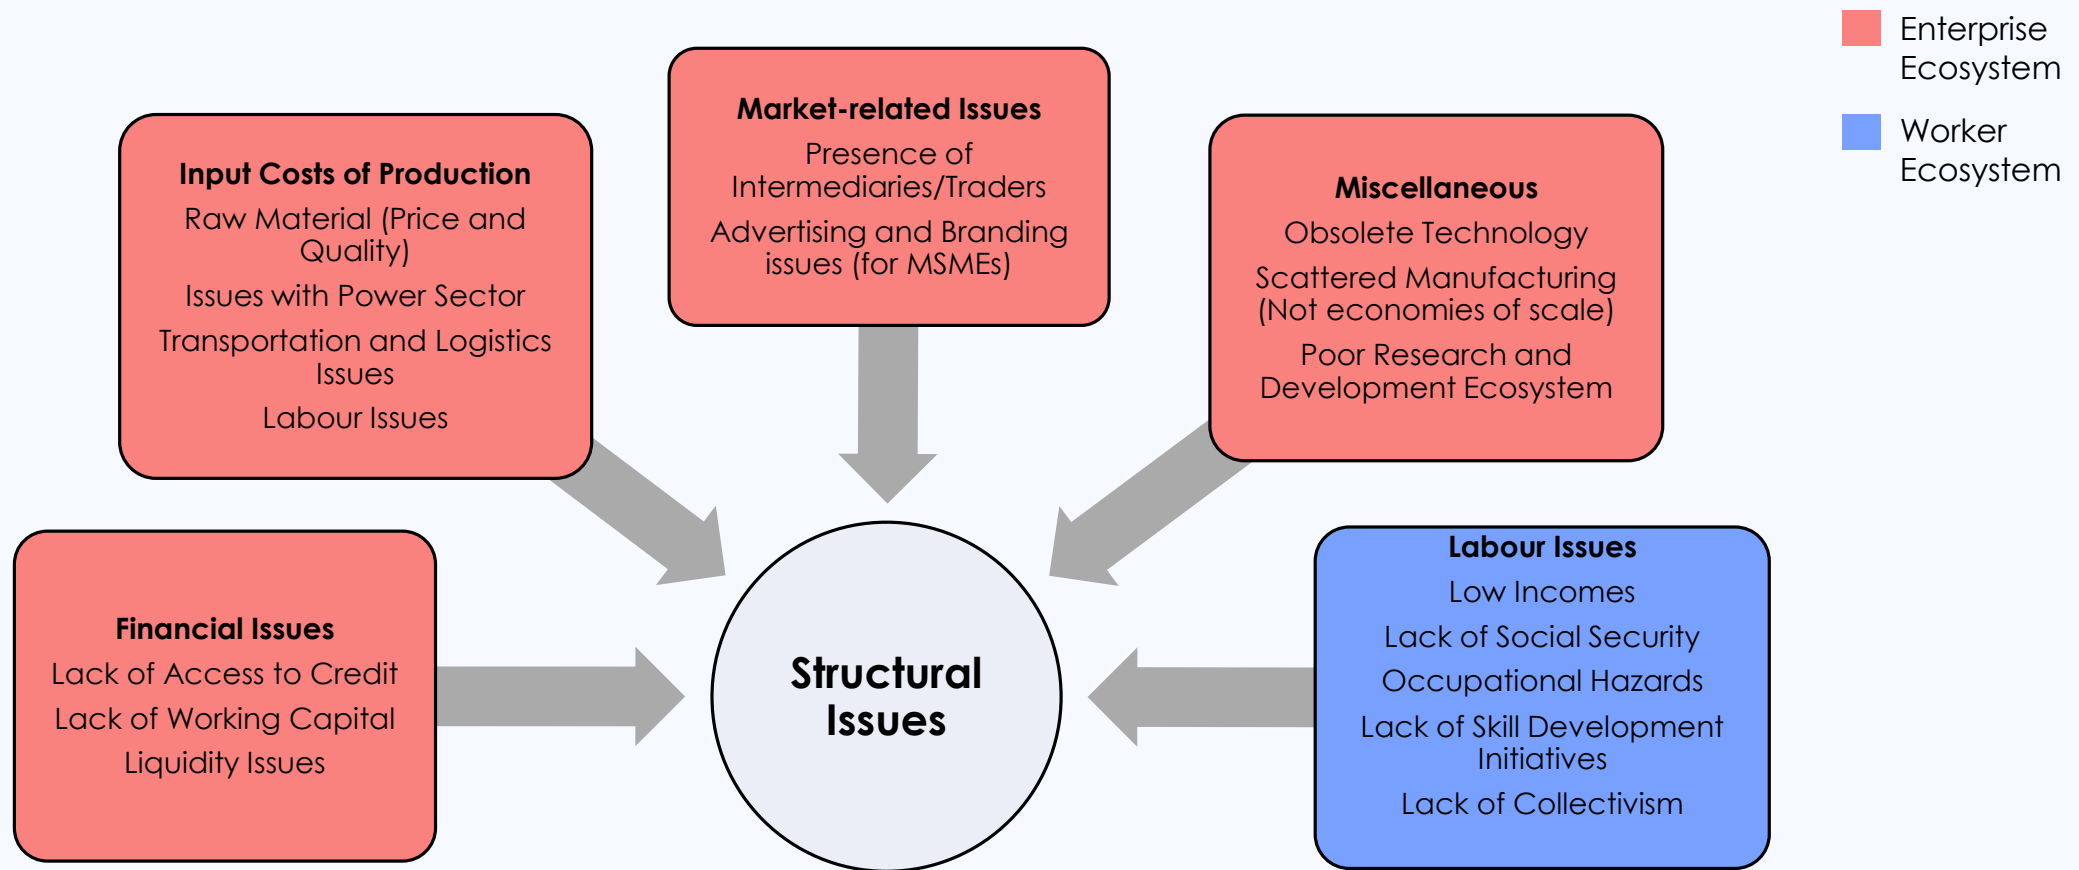 Enterprise
Ecosystem
Worker
Ecosystem
Market-related Issues
Presence of
Intermediaries/Traders
Advertising and Branding
issues (for MSMEs)
Input Costs of Production
Raw Material (Price and
Quality)
Issues with Power Sector
Transportation and Logistics
Issues
Labour Issues
Miscellaneous
Obsolete Technology
Scattered Manufacturing
(Not economies of scale)
Poor Research and
Development Ecosystem
Financial Issues
Lack of Access to Credit
Lack of Working Capital
Liquidity Issues
Structural
Issues
Labour Issues
Low Incomes
Lack of Social Security
Occupational Hazards
Lack of Skill Development
Initiatives
Lack of Collectivism